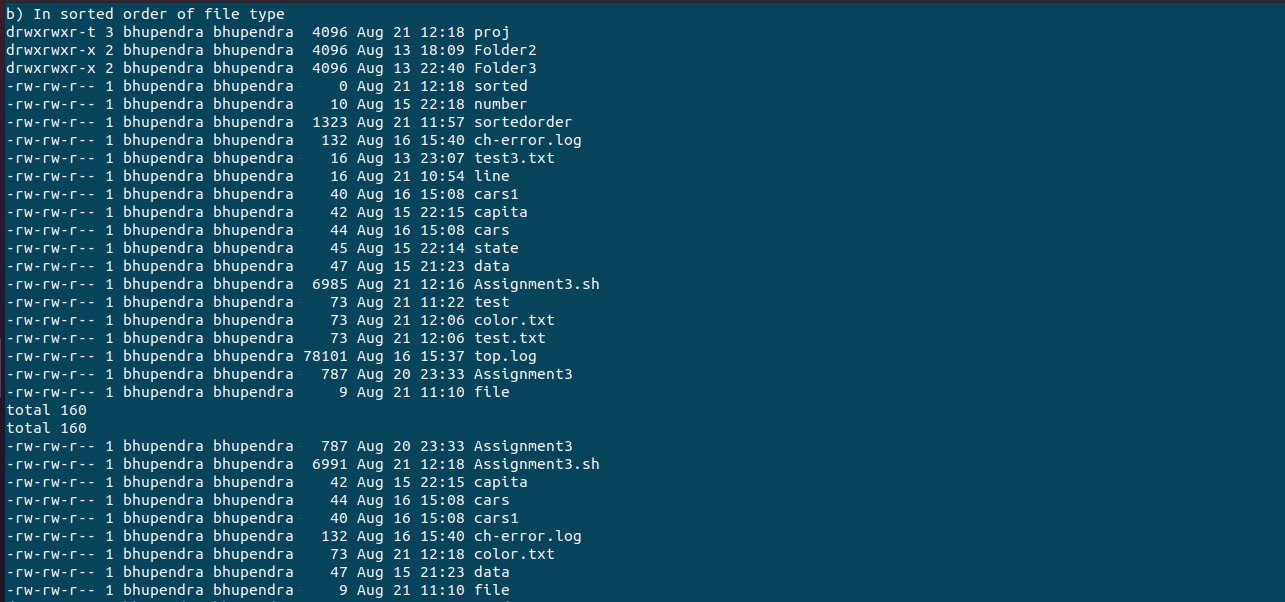 b) In sorted order of file type
drwxrwxr-t 3 bhupendra bhupendra  4096 Aug 21 12:18 proj
drwxrwxr-x 2 bhupendra bhupendra  4096 Aug 13 18:09 Folder2
drwxrwxr-x 2 bhupendra bhupendra  4096 Aug 13 22:40 Folder3
-rw-rw-r-- 1 bhupendra bhupendra     0 Aug 21 12:18 sorted
-rw-rw-r-- 1 bhupendra bhupendra    10 Aug 15 22:18 number
-rw-rw-r-- 1 bhupendra bhupendra  1323 Aug 21 11:57 sortedorder
-rw-rw-r-- 1 bhupendra bhupendra   132 Aug 16 15:40 ch-error.log
-rw-rw-r-- 1 bhupendra bhupendra    16 Aug 13 23:07 test3.txt
-rw-rw-r-- 1 bhupendra bhupendra    16 Aug 21 10:54 line
-rw-rw-r-- 1 bhupendra bhupendra    40 Aug 16 15:08 cars1
-rw-rw-r-- 1 bhupendra bhupendra    42 Aug 15 22:15 capita
-rw-rw-r-- 1 bhupendra bhupendra    44 Aug 16 15:08 cars
-rw-rw-r-- 1 bhupendra bhupendra    45 Aug 15 22:14 state
-rw-rw-r-- 1 bhupendra bhupendra    47 Aug 15 21:23 data
-rw-rw-r-- 1 bhupendra bhupendra  6985 Aug 21 12:16 Assignment3.sh
-rw-rw-r-- 1 bhupendra bhupendra    73 Aug 21 11:22 test
-rw-rw-r-- 1 bhupendra bhupendra    73 Aug 21 12:06 color.txt
-rw-rw-r-- 1 bhupendra bhupendra    73 Aug 21 12:06 test.txt
-rw-rw-r-- 1 bhupendra bhupendra 78101 Aug 16 15:37 top.log
-rw-rw-r-- 1 bhupendra bhupendra   787 Aug 20 23:33 Assignment3
-rw-rw-r-- 1 bhupendra bhupendra     9 Aug 21 11:10 file
total 160
total 160
-rw-rw-r-- 1 bhupendra bhupendra   787 Aug 20 23:33 Assignment3
-rw-rw-r-- 1 bhupendra bhupendra  6991 Aug 21 12:18 Assignment3.sh
-rw-rw-r-- 1 bhupendra bhupendra    42 Aug 15 22:15 capita
-rw-rw-r-- 1 bhupendra bhupendra    44 Aug 16 15:08 cars
-rw-rw-r-- 1 bhupendra bhupendra    40 Aug 16 15:08 cars1
-rw-rw-r-- 1 bhupendra bhupendra   132 Aug 16 15:40 ch-error.log
-rw-rw-r-- 1 bhupendra bhupendra    73 Aug 21 12:18 color.txt
-rw-rw-r-- 1 bhupendra bhupendra    47 Aug 15 21:23 data
-rw-rw-r-- 1 bhupendra bhupendra     9 Aug 21 11:10 file